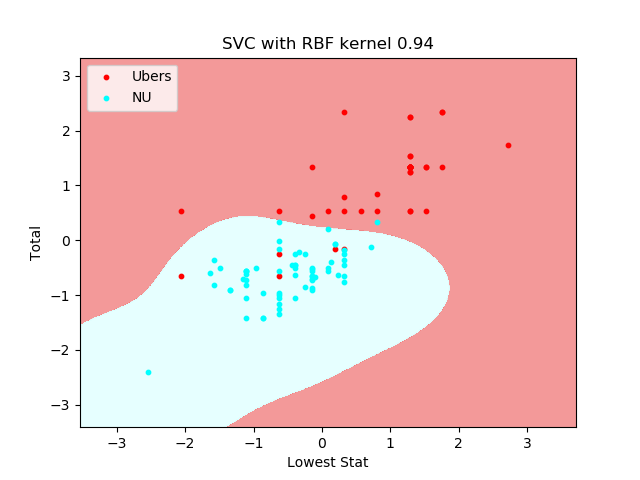 SVC with RBF kernel 0.94
Ubers
NU
3
2
1
0
−1
−2
−3
Total
−3 −2 −1 0 1 2 3
Lowest Stat